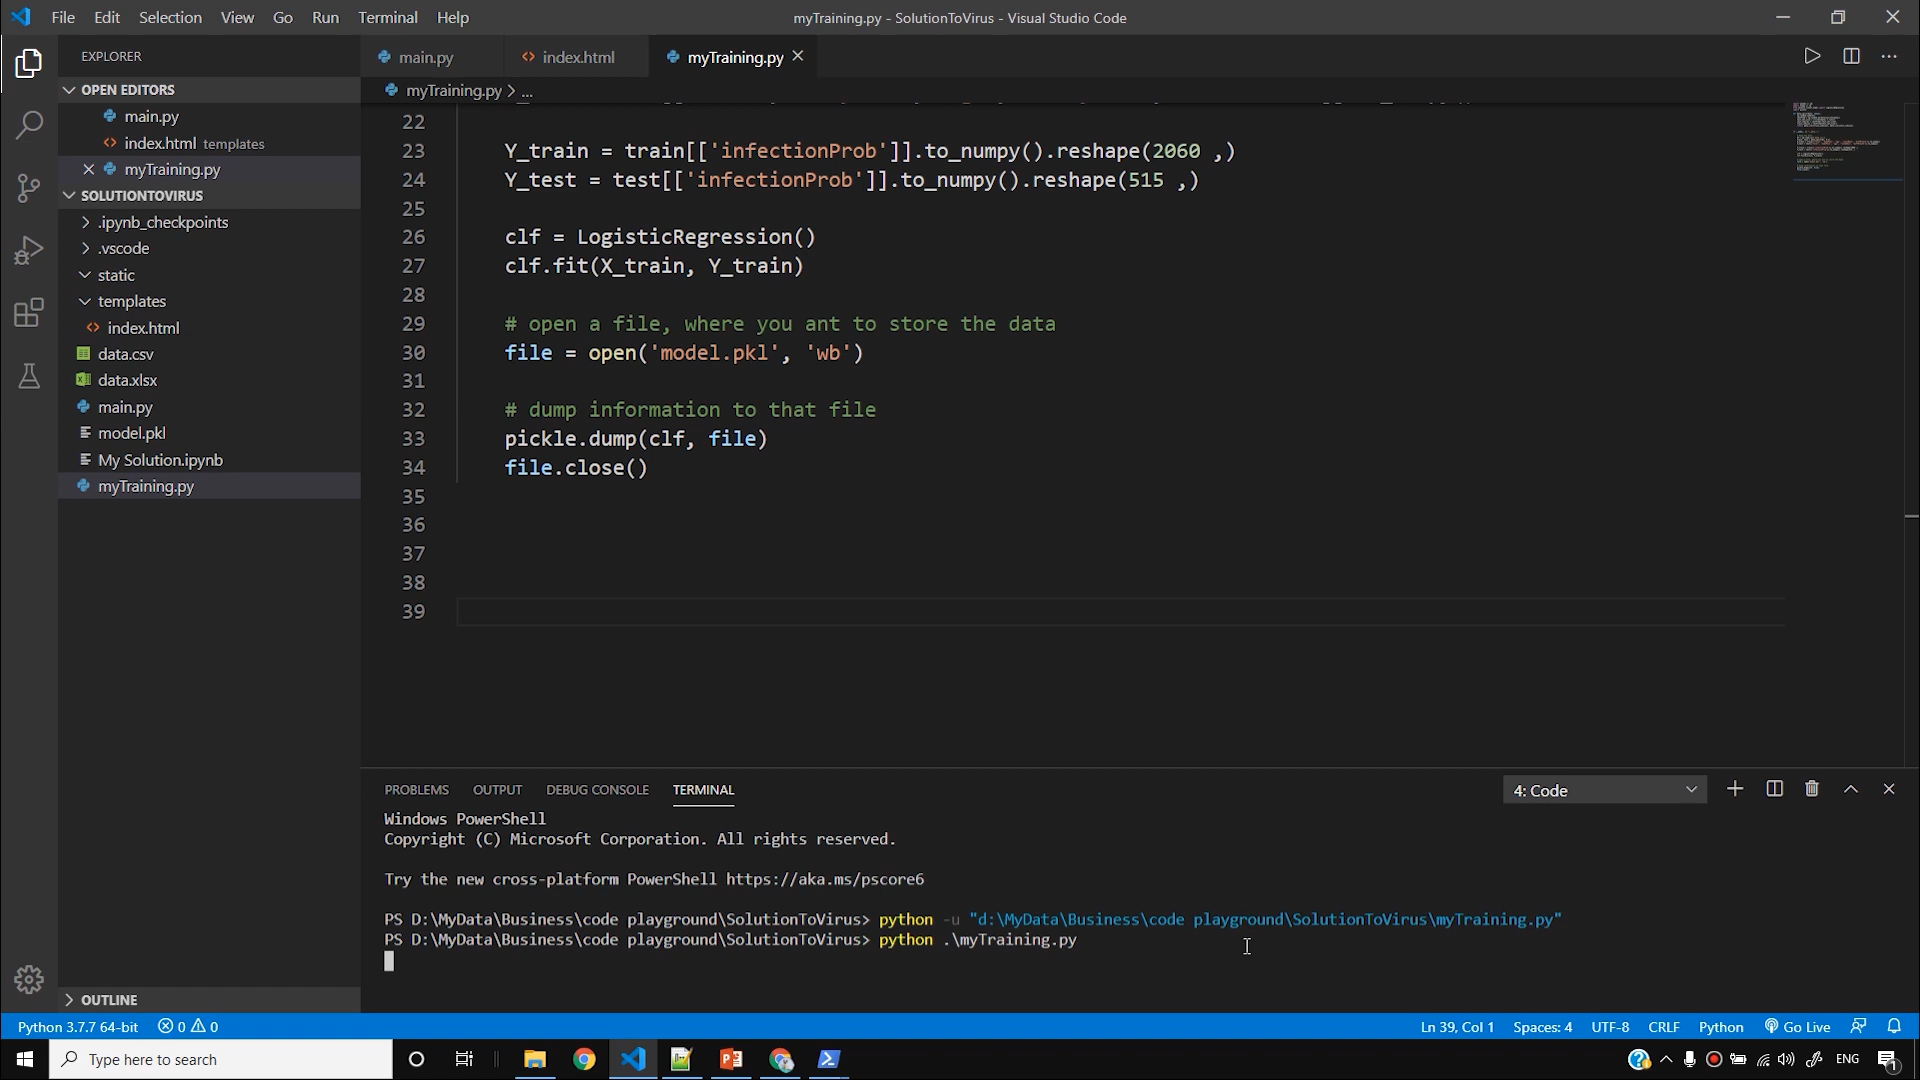 File Edit Selection View Go Run Terminal Help
myTraining.py - SolutionToVirus - Visual Studio Code
EXPLORER
OPEN EDITORS
main.py
index.html templates
myTraining.py
SOLUTIONTOVIRUS
.ipynb_checkpoints
.vscode
static
templates
index.html
data.csv
data.xlsx
main.py
model.pkl
My Solution.ipynb
myTraining.py
OUTLINE
main.py
index.html
myTraining.py
myTraining.py > ...
22
23 Y_train = train[['infectionProb']].to_numpy().reshape(2060 ,)
24 Y_test = test[['infectionProb']].to_numpy().reshape(515 ,)
25
26 clf = LogisticRegression()
27 clf.fit(X_train, Y_train)
28
29 # open a file, where you ant to store the data
30 file = open('model.pkl', 'wb')
31
32 # dump information to that file
33 pickle.dump(clf, file)
34 file.close()
35
36
37
38
39
PROBLEMS OUTPUT DEBUG CONSOLE TERMINAL
4: Code
Windows PowerShell
Copyright (C) Microsoft Corporation. All rights reserved.
Try the new cross-platform PowerShell https://aka.ms/pscore6
PS D:\MyData\Business\code playground\SolutionToVirus> python -u "d:\MyData\Business\code playground\SolutionToVirus\myTraining.py"
PS D:\MyData\Business\code playground\SolutionToVirus> python .\myTraining.py
Python 3.7.7 64-bit 0 0
Ln 39, Col 1 Spaces: 4 UTF-8 CRLF Python Go Live
Type here to search
ENG
1